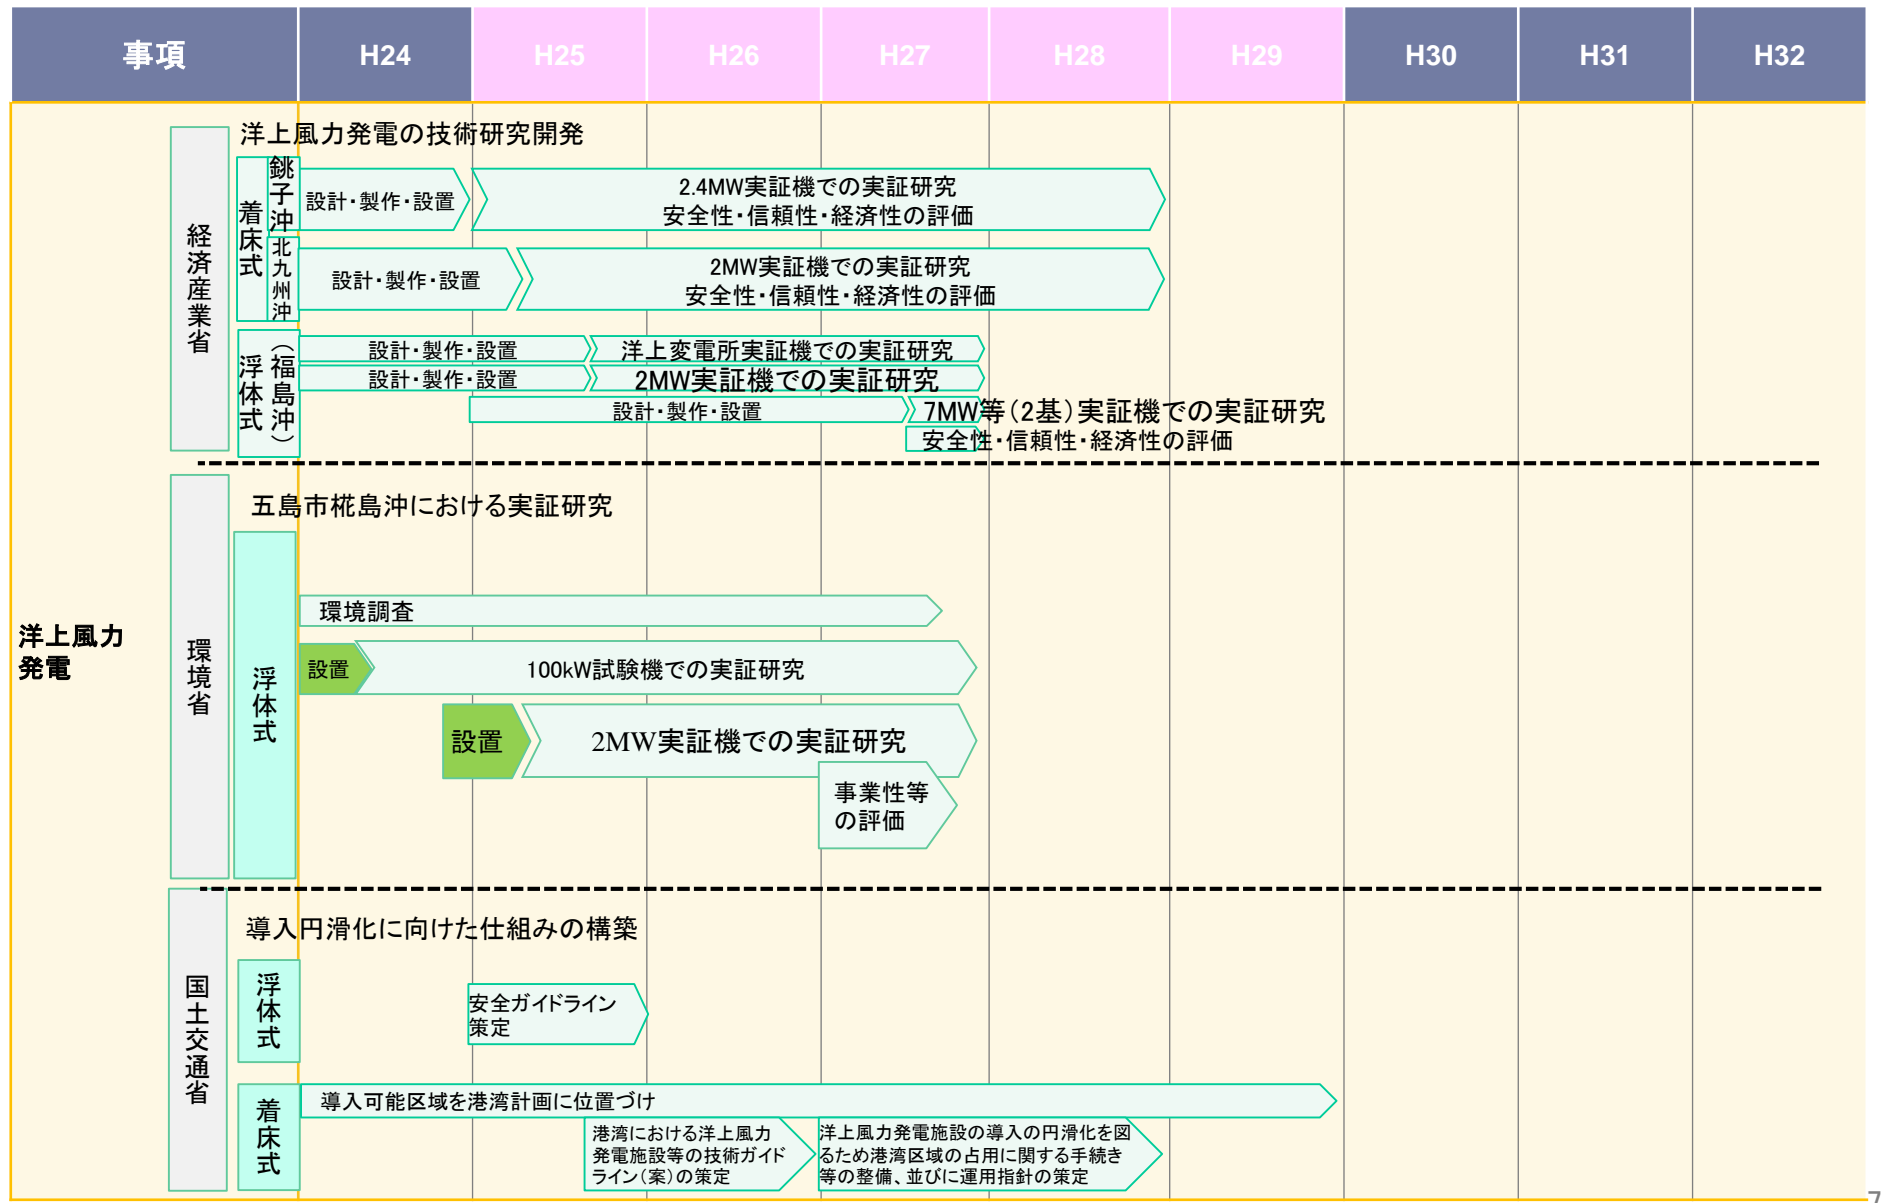 事項 H24 H25 H26 H27 H28 H29 H30 H31 H32
洋上風力
発電
経済産業省
洋上風力発電の技術研究開発
着床式
銚子沖
設計・製作・設置
2.4MW実証機での実証研究
安全性・信頼性・経済性の評価
北九州沖
設計・製作・設置
2MW実証機での実証研究
安全性・信頼性・経済性の評価
浮体式
（福島沖）
設計・製作・設置
洋上変電所実証機での実証研究
設計・製作・設置
2MW実証機での実証研究
設計・製作・設置
7MW等（2基）実証機での実証研究
安全性・信頼性・経済性の評価
環境省
五島市椛島沖における実証研究
浮体式
環境調査
設置
100kW試験機での実証研究
設置
2MW実証機での実証研究
事業性等
の評価
国土交通省
導入円滑化に向けた仕組みの構築
浮体式
安全ガイドライン
策定
着床式
導入可能区域を港湾計画に位置づけ
港湾における洋上風力
発電施設等の技術ガイド
ライン（案）の策定
洋上風力発電施設の導入の円滑化を図
るため港湾区域の占用に関する手続き
等の整備、並びに運用指針の策定
7